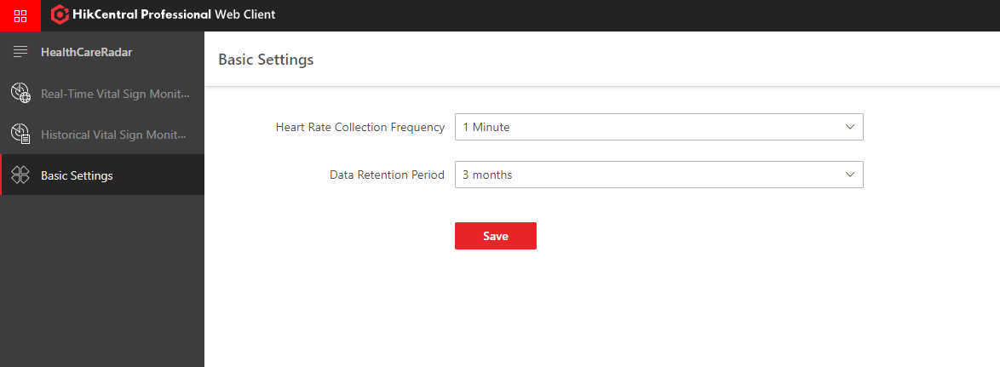 HikCentral Professional Web Client
HealthCareRadar
Basic Settings
Real-Time Vital Sign Monit...
Historical Vital Sign Monit...
Basic Settings
Heart Rate Collection Frequency
1 Minute
Data Retention Period
3 months
Save